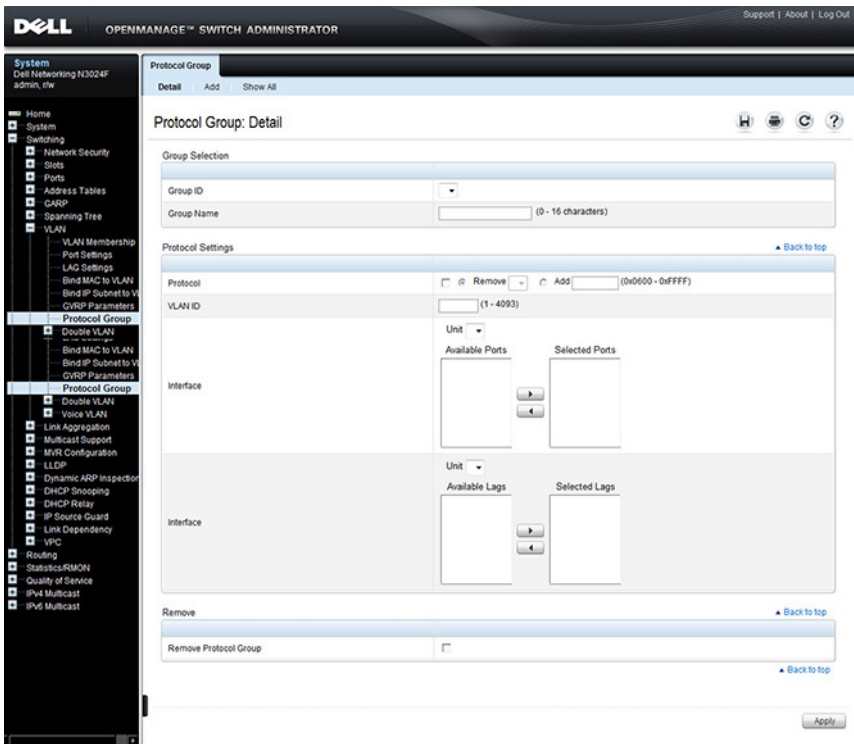 DELL
OPENMANAGE™ SWITCH ADMINISTRATOR
Support | About | Log Out
System
Dell Networking N3024F
admin, r/w
Home
System
Switching
Network Security
Slots
Ports
Address Tables
GARP
Spanning Tree
VLAN
VLAN Membership
Port Settings
LAG Settings
Bind MAC to VLAN
Bind IP Subnet to VL
GVRP Parameters
Protocol Group
Double VLAN
Bind MAC to VLAN
Bind IP Subnet to VL
GVRP Parameters
Protocol Group
Double VLAN
Voice VLAN
Link Aggregation
Multicast Support
MVR Configuration
LLDP
Dynamic ARP Inspection
DHCP Snooping
DHCP Relay
IP Source Guard
Link Dependency
VPC
Routing
Statistics/RMON
Quality of Service
IPv4 Multicast
IPv6 Multicast
Protocol Group
Detail Add Show All
Protocol Group: Detail
Group Selection
Group ID
Group Name (0 - 16 characters)
Protocol Settings
Back to top
Protocol Remove Add (0x0600 - 0xFFFF)
VLAN ID (1 - 4093)
Interface
Unit
Available Ports Selected Ports
Interface
Unit
Available Lags Selected Lags
Remove
Back to top
Remove Protocol Group
Back to top
Apply